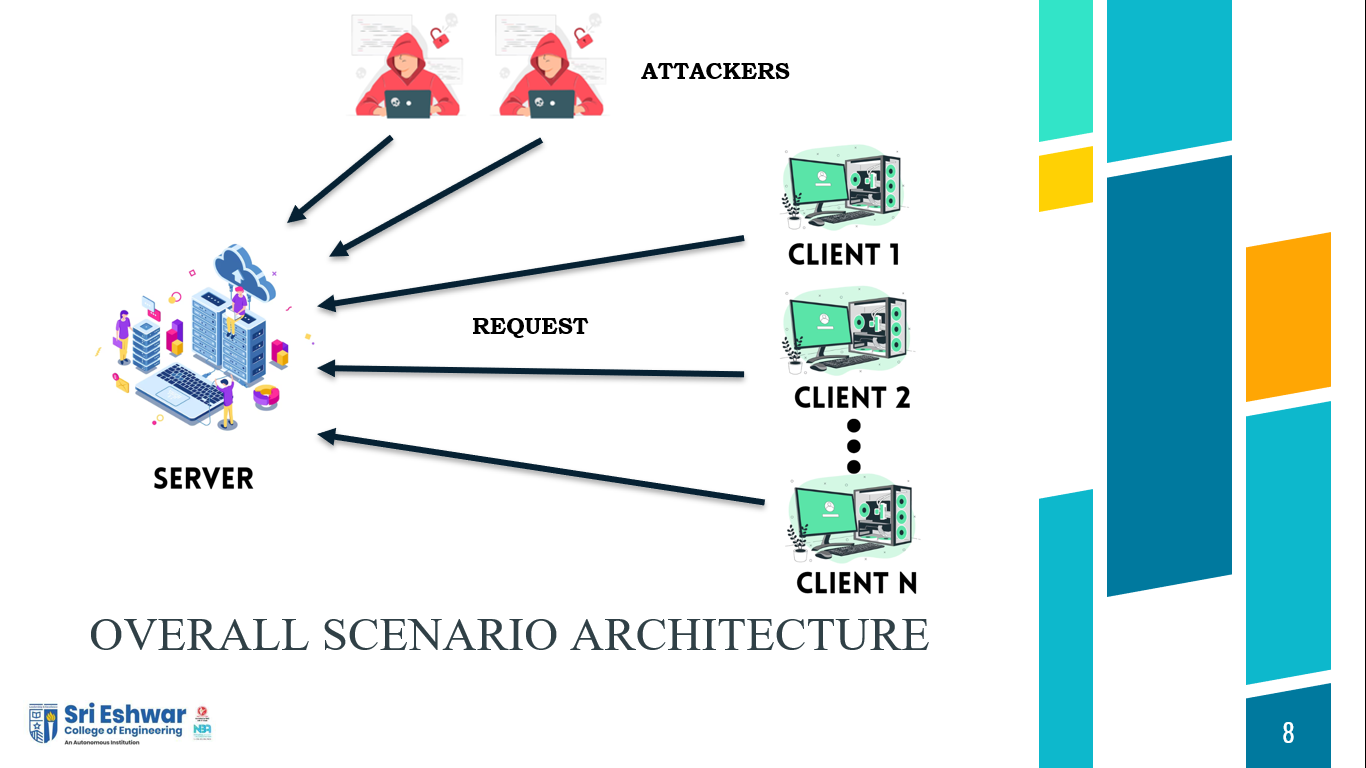 ATTACKERS
CLIENT 1
REQUEST
CLIENT 2
SERVER
CLIENT N
OVERALL SCENARIO ARCHITECTURE
Sri Eshwar
College of Engineering
An Autonomous Institution
NBA
8